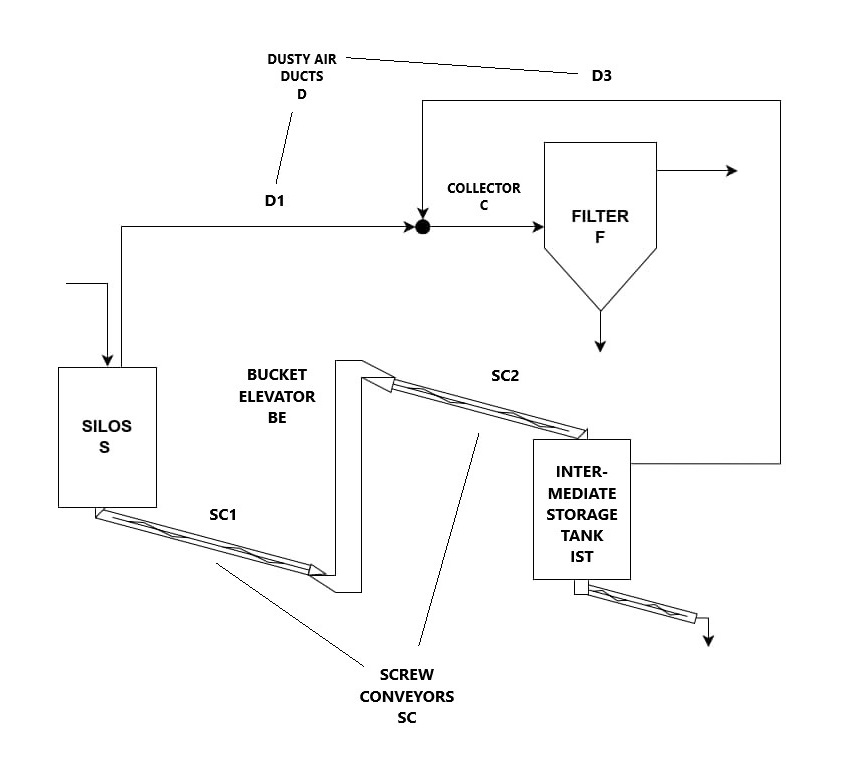 DUSTY AIR
DUCTS
D
D3
D1
COLLECTOR
C
FILTER
F
BUCKET
ELEVATOR
BE
SC2
SILOS
S
SC1
INTER-
MEDIATE
STORAGE
TANK
IST
SCREW
CONVEYORS
SC